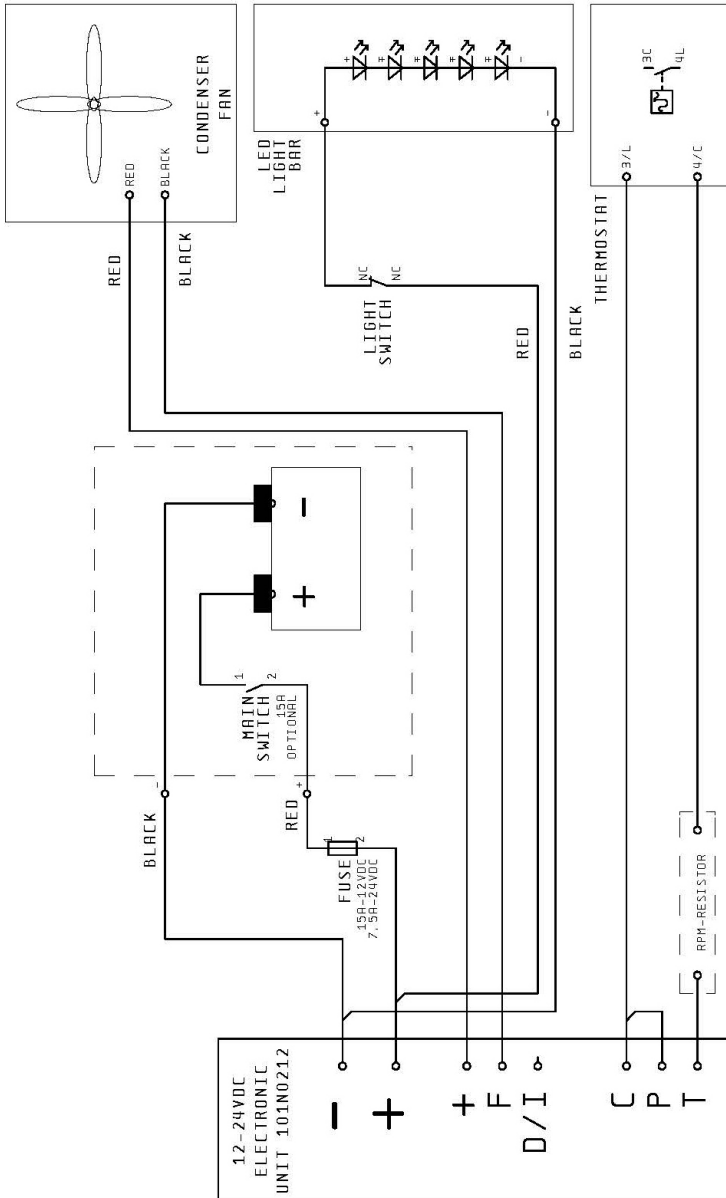 CONDENSER
FAN
RED
BLACK
RED
BLACK
+
+
+
+
+
-
+
-
LED
LIGHT
BAR
NC
NC
LIGHT
SWITCH
RED
BLACK
3C
4L
3/L
4/C
THERMOSTAT
-
+
1
2
MAIN
SWITCH
15A
OPTIONAL
-
+
BLACK
RED
1
2
FUSE
15A-12VDC
7.5A-24VDC
RPM-RESISTOR
12-24VDC
ELECTRONIC
UNIT 101N0212
-
+
+
F
D/I
C
P
T